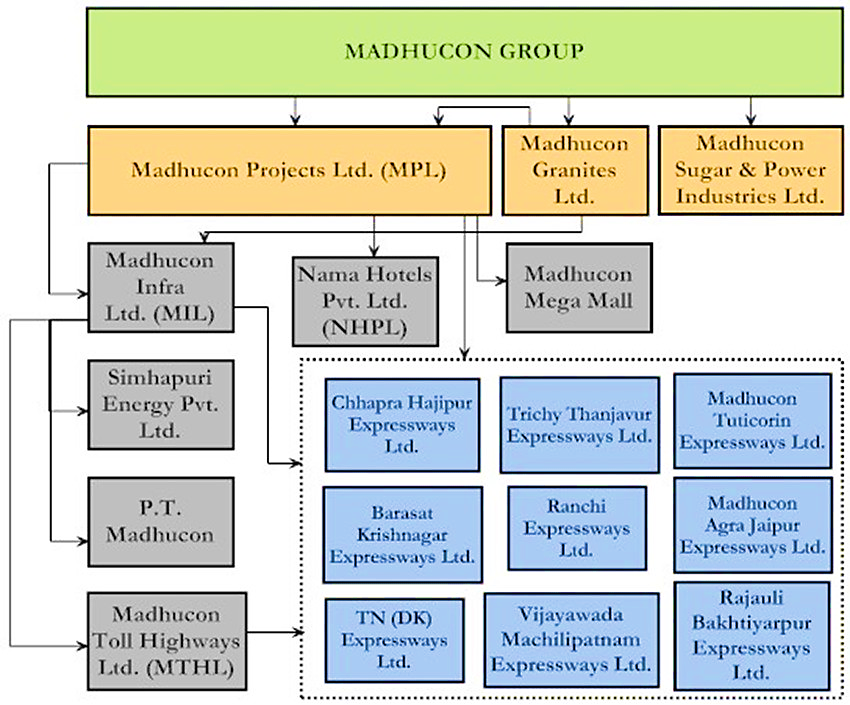 MADHUCON GROUP
Madhucon Projects Ltd. (MPL)
Madhucon
Granites
Ltd.
Madhucon
Sugar & Power
Industries Ltd.
Madhucon
Infra
Ltd. (MIL)
Nama Hotels
Pvt. Ltd.
(NHPL)
Madhucon
Mega Mall
Simhapuri
Energy Pvt.
Ltd.
P.T.
Madhucon
Madhucon
Toll Highways
Ltd. (MTHL)
Chhapra Hajipur
Expressways
Ltd.
Trichy Thanjavur
Expressways Ltd.
Madhucon
Tuticorin
Expressways Ltd.
Barasat
Krishnagar
Expressways Ltd.
Ranchi
Expressways
Ltd.
Madhucon
Agra Jaipur
Expressways Ltd.
TN (DK)
Expressways
Ltd.
Vijayawada
Machilipatnam
Expressways Ltd.
Rajauli
Bakhtiyarpur
Expressways
Ltd.